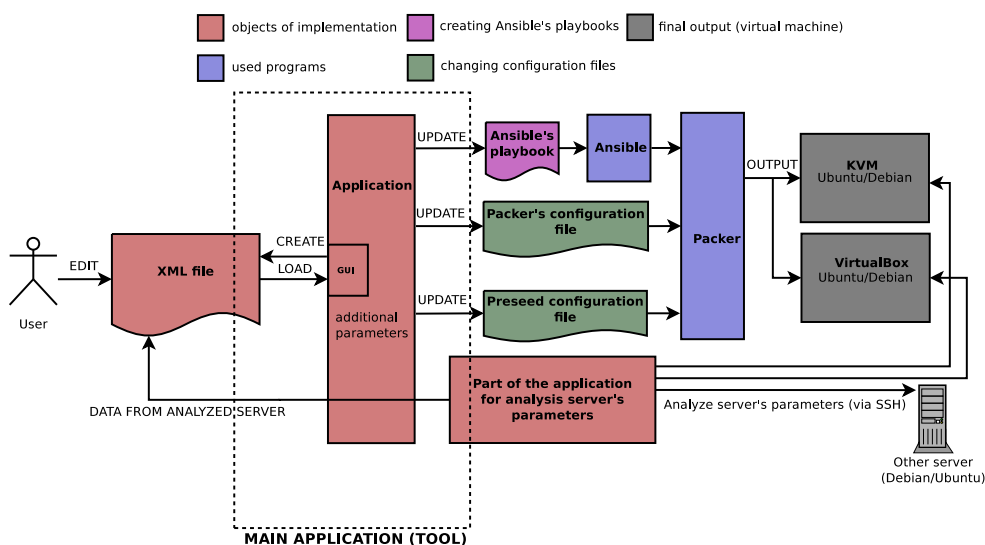 objects of implementation
creating Ansible's playbooks
final output (virtual machine)
used programs
changing configuration files
UPDATE
Ansible's
playbook
Ansible
OUTPUT
KVM
Ubuntu/Debian
Application
UPDATE
Packer's configuration
file
Packer
EDIT
XML file
CREATE
LOAD
GUI
VirtualBox
Ubuntu/Debian
User
additional
parameters
UPDATE
Preseed configuration
file
DATA FROM ANALYZED SERVER
Part of the application
for analysis server's
parameters
Analyze server's parameters (via SSH)
Other server
(Debian/Ubuntu)
MAIN APPLICATION (TOOL)